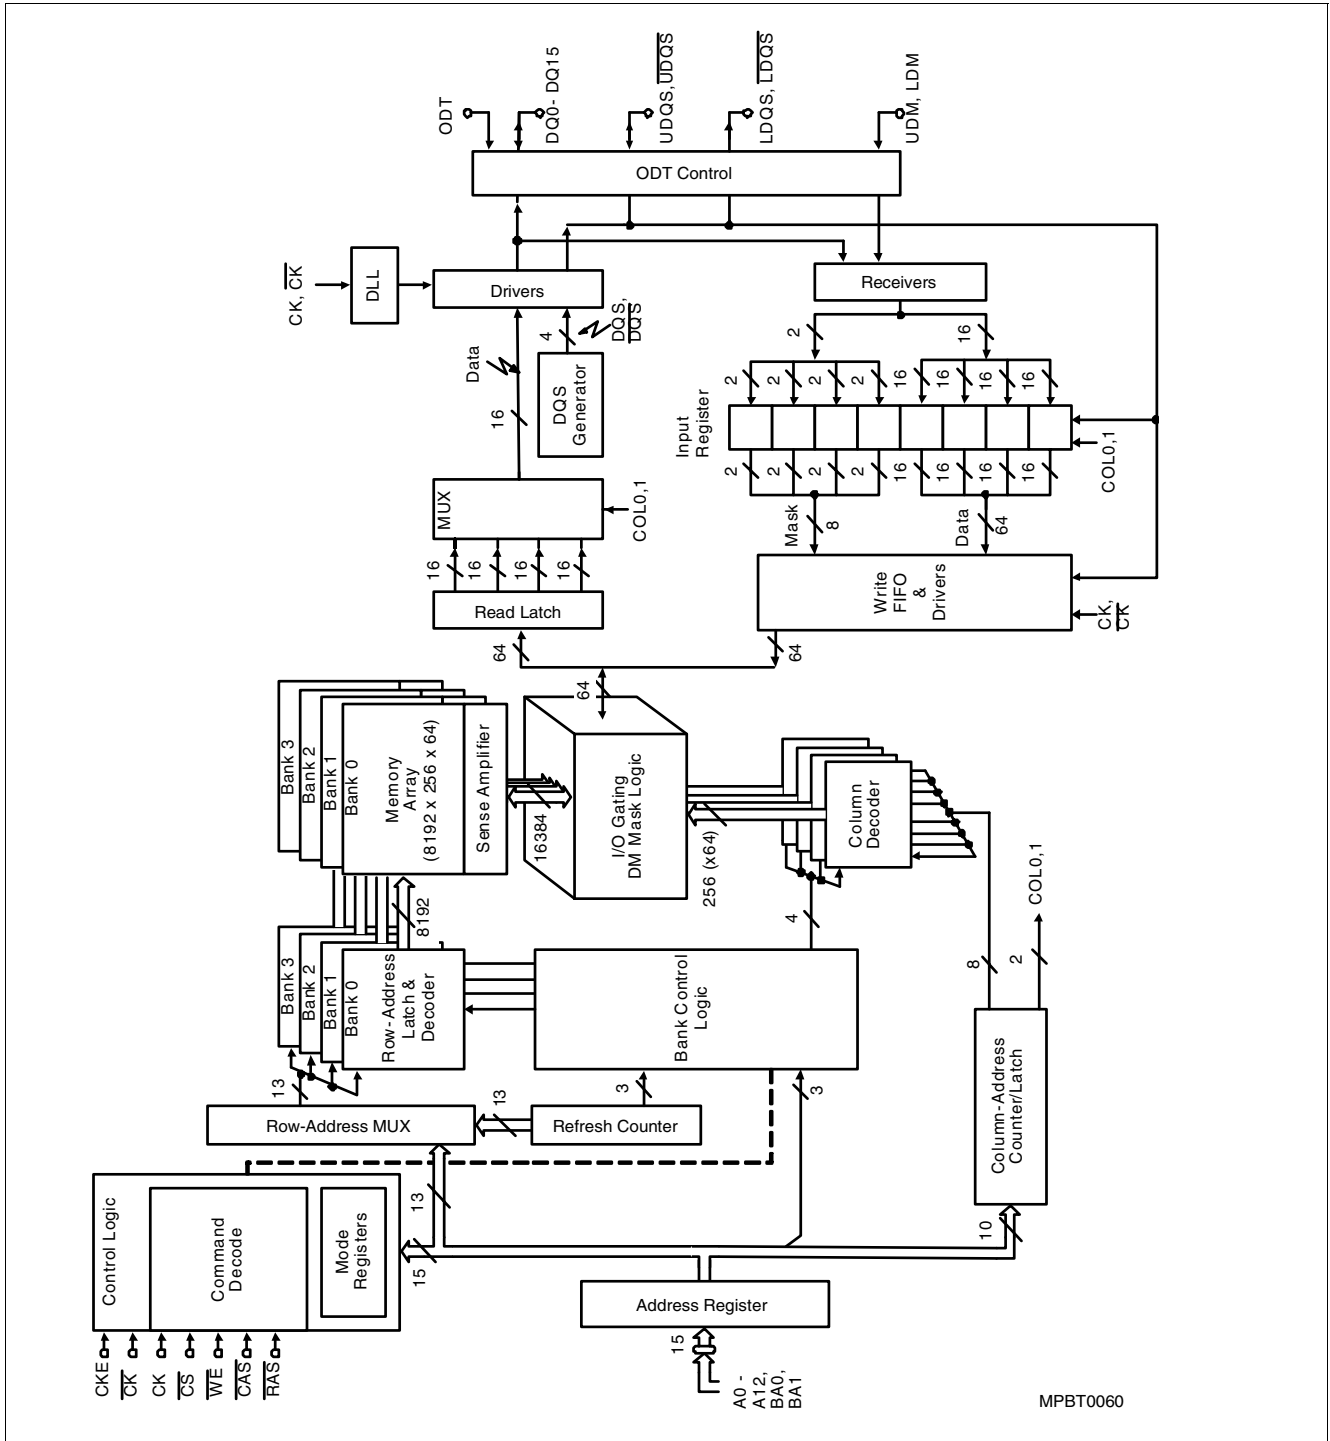 ODT
DQ0- DQ15
UDQS, UDQS
LDQS, LDQS
UDM, LDM
ODT Control
CK, CK
DLL
Drivers
Receivers
Data
16
4
DQS,
DQS
DQS
Generator
2
16
2
2
2
2
16
16
16
16
Input
Register
2
2
2
2
16
16
16
16
COL0,1
MUX
COL0,1
Mask
8
Data
64
16
16
16
16
Read Latch
Write
FIFO
&
Drivers
CK,
CK
64
64
64
Bank 3
Bank 2
Bank 1
Bank 0
Memory
Array
(8192 x 256 x 64)
Sense Amplifier
16384
I/O Gating
DM Mask Logic
256 (x64)
Column
Decoder
8192
4
8
2
COL0,1
Bank 3
Bank 2
Bank 1
Bank 0
Row-Address
Latch &
Decoder
Bank Control
Logic
Column-Address
Counter/Latch
13
13
3
3
Row-Address MUX
Refresh Counter
13
15
10
Control Logic
Command
Decode
Mode
Registers
Address Register
CKE
CK
CK
CS
WE
CAS
RAS
15
A0 -
A12,
BA0,
BA1
MPBT0060